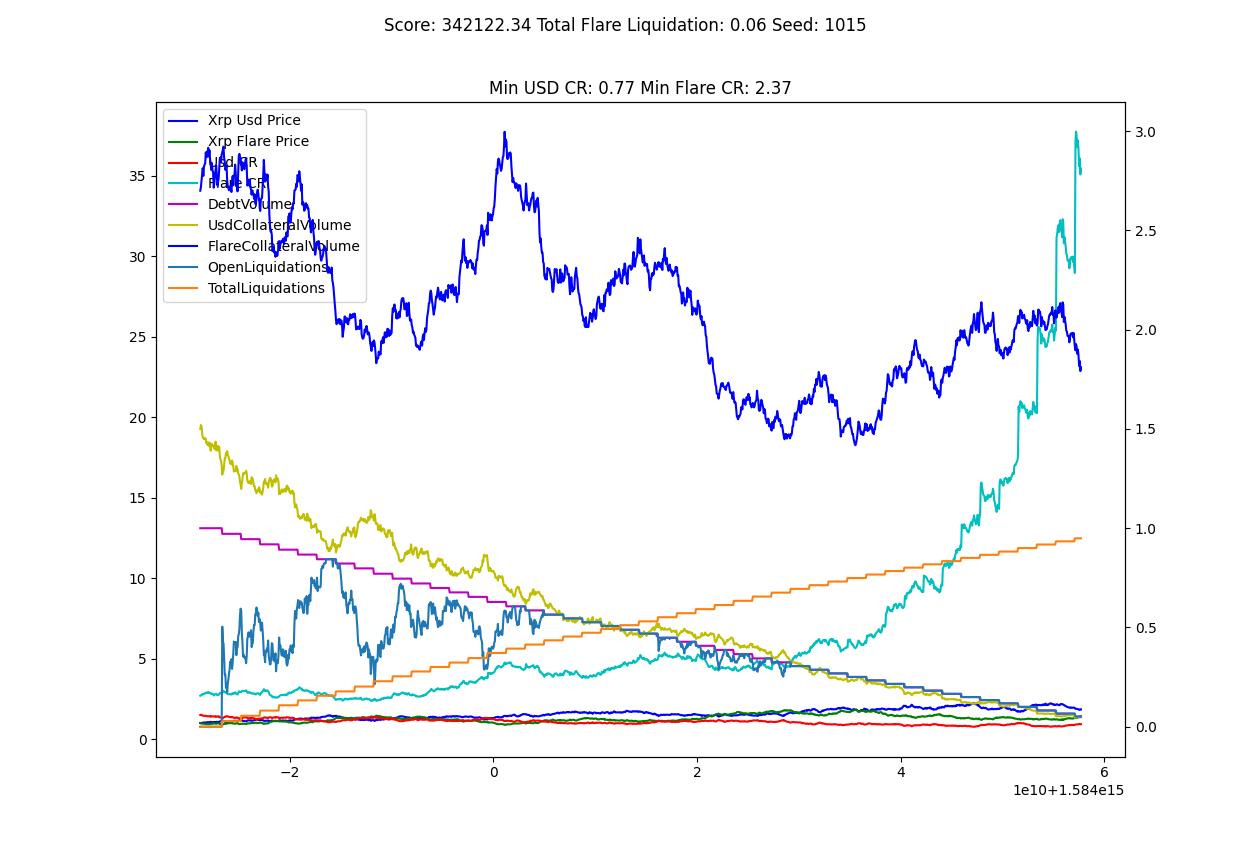 Score: 342122.34 Total Flare Liquidation: 0.06 Seed: 1015
Min USD CR: 0.77 Min Flare CR: 2.37
Xrp Usd Price
Xrp Flare Price
Usd CR
Flare CR
DebtVolume
UsdCollateralVolume
FlareCollateralVolume
OpenLiquidations
TotalLiquidations
35
30
25
20
15
10
5
0
3.0
2.5
2.0
1.5
1.0
0.5
0.0
−2 0 2 4 6
1e10+1.584e15